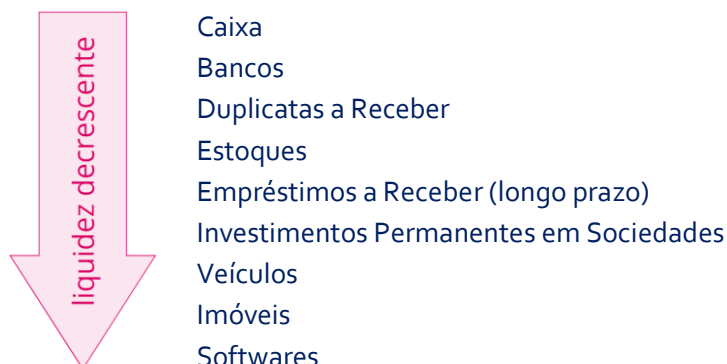 liquidez decrescente
Caixa
Bancos
Duplicatas a Receber
Estoques
Empréstimos a Receber (longo prazo)
Investimentos Permanentes em Sociedades
Veículos
Imóveis
Softwares